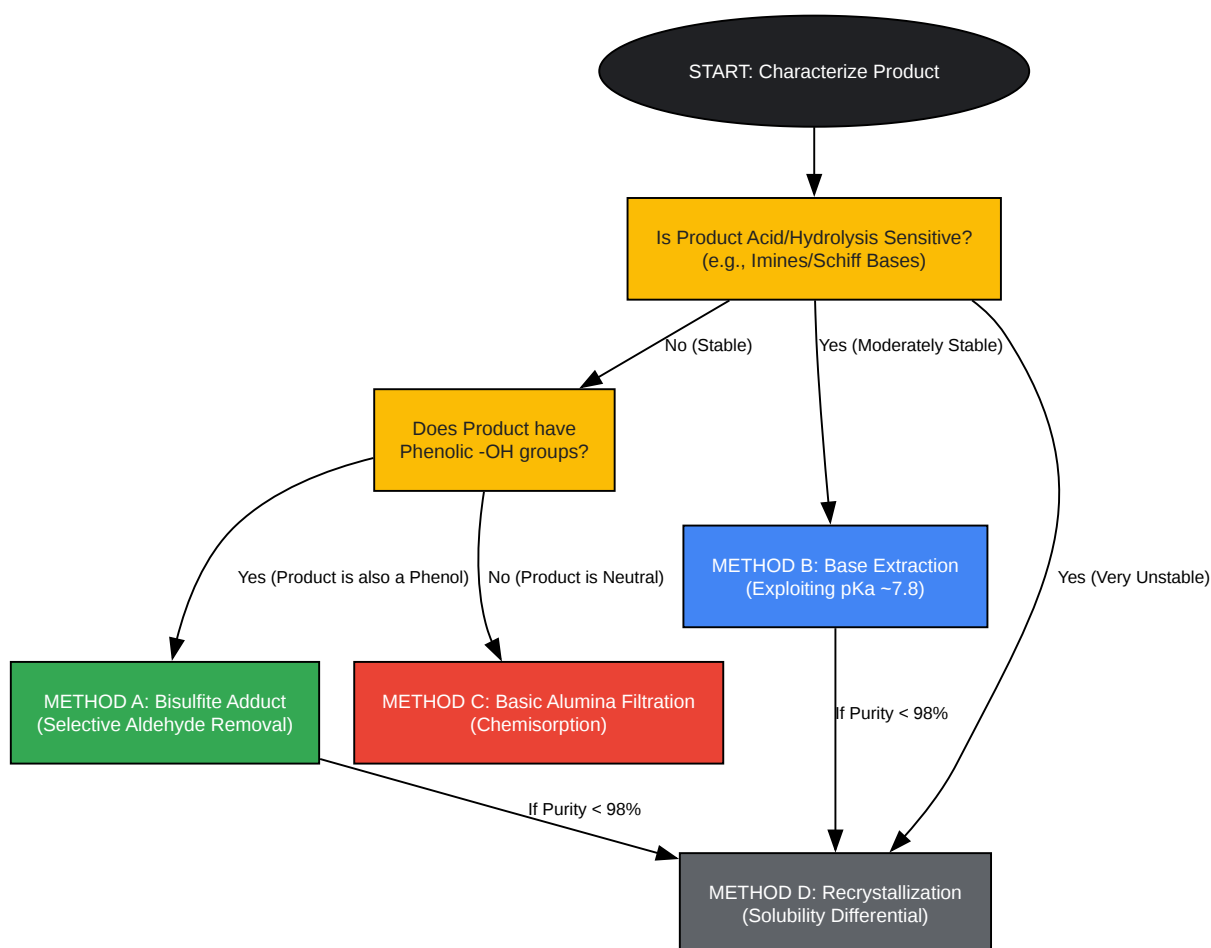 START: Characterize Product
Is Product Acid/Hydrolysis Sensitive?
(e.g., Imines/Schiff Bases)
No (Stable)
Yes (Moderately Stable)
Does Product have
Phenolic -OH groups?
METHOD B: Base Extraction
(Exploiting pKa ~7.8)
Yes (Product is also a Phenol)
No (Product is Neutral)
Yes (Very Unstable)
METHOD A: Bisulfite Adduct
(Selective Aldehyde Removal)
METHOD C: Basic Alumina Filtration
(Chemisorption)
If Purity < 98%
If Purity < 98%
METHOD D: Recrystallization
(Solubility Differential)